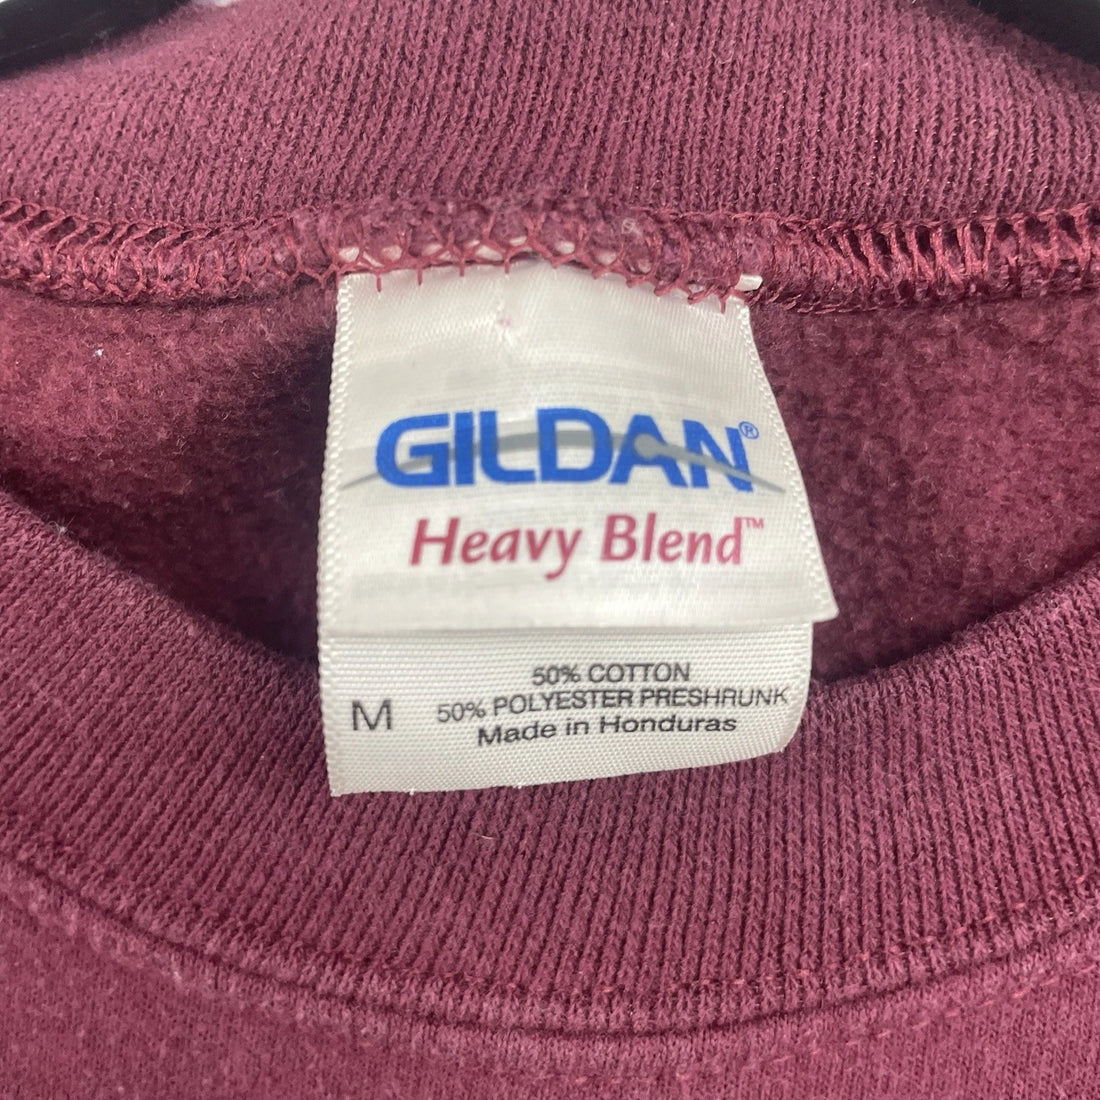 GILDAN®
Heavy Blend™
50% COTTON
M 50% POLYESTER PRESHRUNK
Made in Honduras